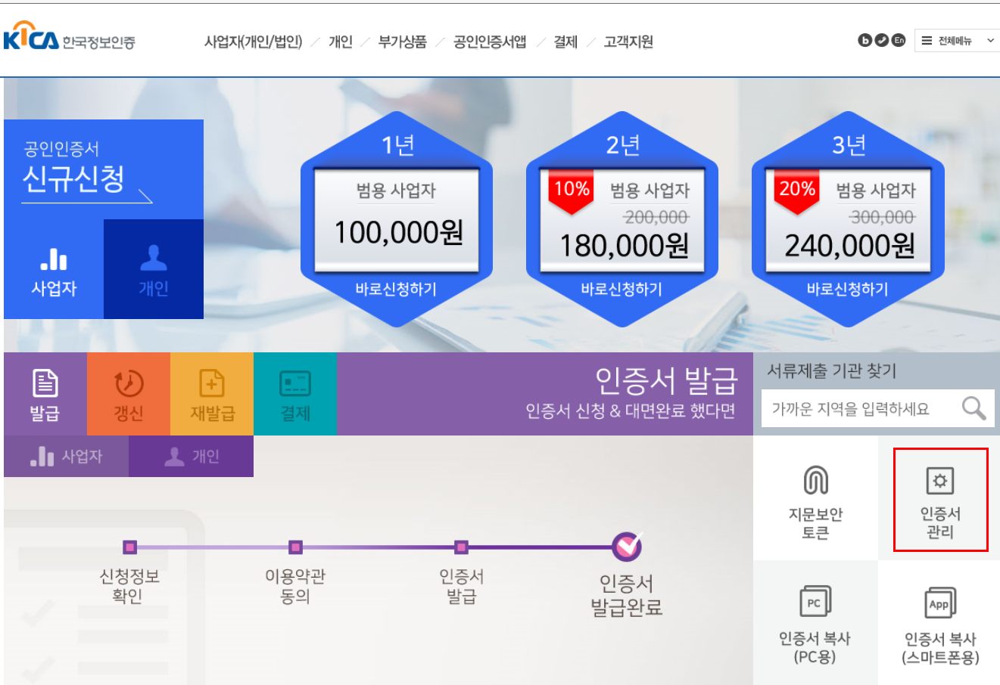 KICA 한국정보인증
사업자(개인/법인) / 개인 / 부가상품 / 공인인증서앱 / 결제 / 고객지원
b En 전체메뉴
공인인증서
신규신청
사업자
개인
1년
범용 사업자
100,000원
바로신청하기
2년
10% 범용 사업자
200,000
180,000원
바로신청하기
3년
20% 범용 사업자
300,000
240,000원
바로신청하기
발급
갱신
재발급
결제
인증서 발급
인증서 신청 & 대면완료 했다면
사업자
개인
신청정보
확인
이용약관
동의
인증서
발급
인증서
발급완료
서류제출 기관 찾기
가까운 지역을 입력하세요
지문보안
토큰
인증서
관리
PC
인증서 복사
(PC용)
App
인증서 복사
(스마트폰용)